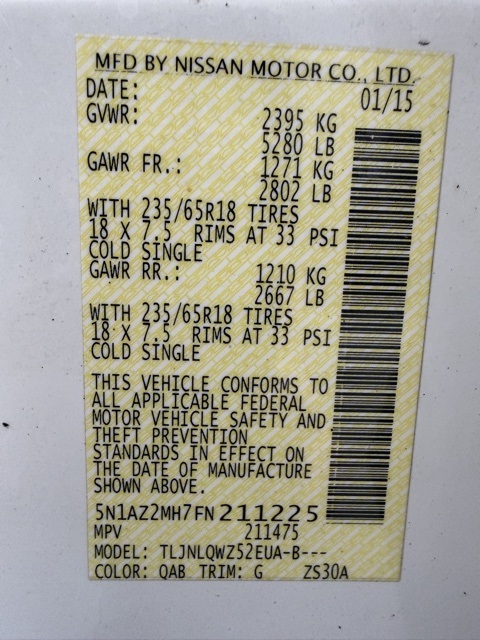 MFD BY NISSAN MOTOR CO., LTD.
DATE: 01/15
GVWR: 2395 KG
5280 LB
GAWR FR.: 1271 KG
2802 LB
WITH 235/65R18 TIRES
18 X 7.5 RIMS AT 33 PSI
COLD SINGLE
GAWR RR.: 1210 KG
2667 LB
WITH 235/65R18 TIRES
18 X 7.5 RIMS AT 33 PSI
COLD SINGLE
THIS VEHICLE CONFORMS TO
ALL APPLICABLE FEDERAL
MOTOR VEHICLE SAFETY AND
THEFT PREVENTION
STANDARDS IN EFFECT ON
THE DATE OF MANUFACTURE
SHOWN ABOVE.
5N1AZ2MH7FN211225
MPV 211475
MODEL: TLJNLQWZ52EUA-B---
COLOR: QAB TRIM: G ZS30A